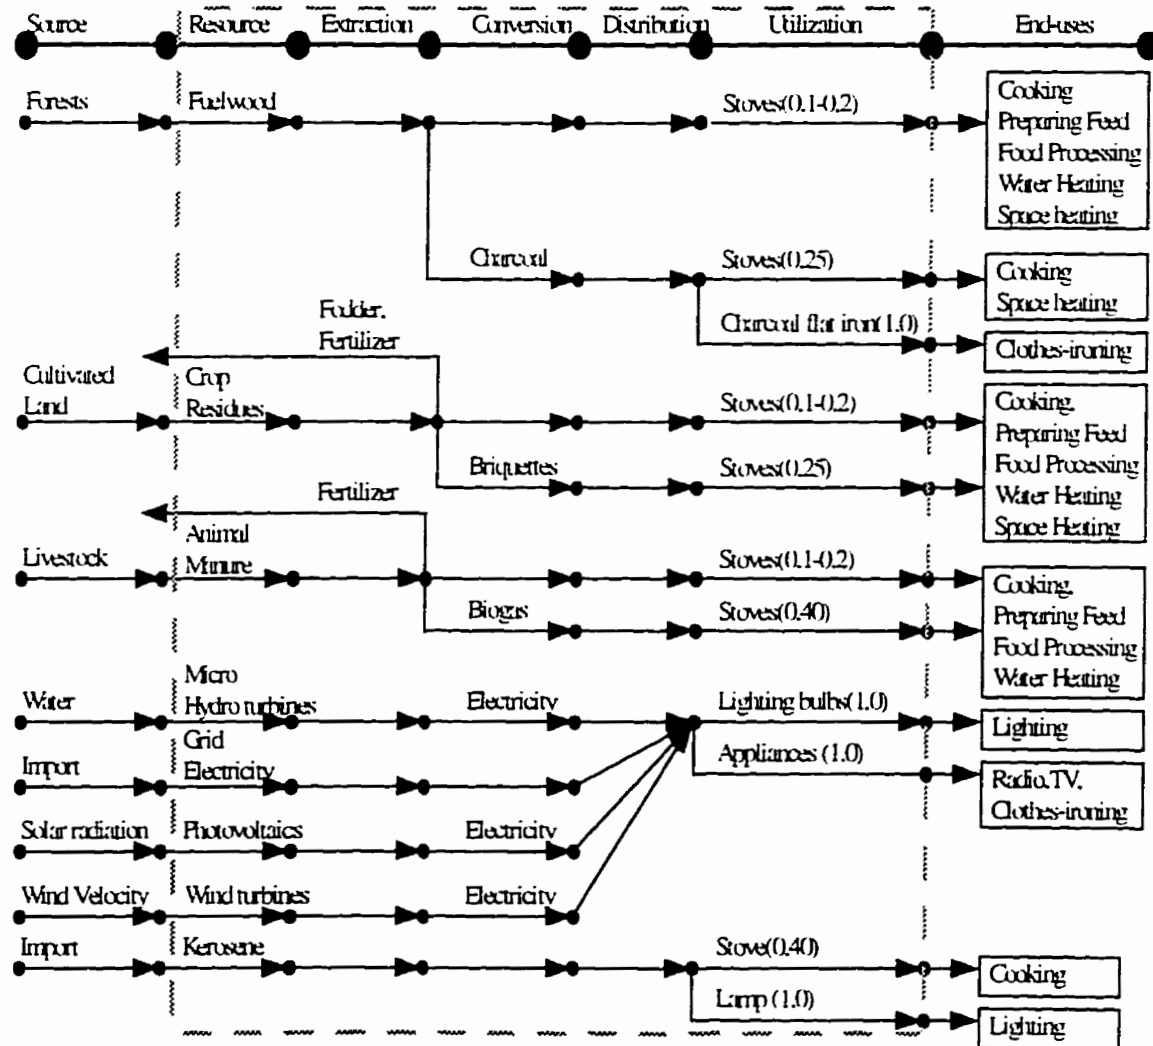 Source Resource Extraction Conversion Distribution Utilization End-uses
Forests Fuelwood Stoves(0.1-0.2)
Cooking
Preparing Feed
Food Processing
Water Heating
Space heating
Charcoal Stoves(0.25)
Cooking
Space heating
Charcoal flat iron(1.0)
Clothes-ironing
Fodder,
Fertilizer
Cultivated
Land
Crop
Residues
Stoves(0.1-0.2)
Briquettes Stoves(0.25)
Cooking,
Preparing Feed
Food Processing
Water Heating
Space Heating
Fertilizer
Livestock
Animal
Manure
Stoves(0.1-0.2)
Biogas Stoves(0.40)
Cooking,
Preparing Feed
Food Processing
Water Heating
Water
Micro
Hydro turbines
Electricity Lighting bulbs(1.0)
Lighting
Import
Grid
Electricity
Appliances (1.0)
Radio,TV,
Clothes-ironing
Solar radiation Photovoltaics Electricity
Wind Velocity Wind turbines Electricity
Import Kerosene Stove(0.40)
Cooking
Lamp (1.0)
Lighting